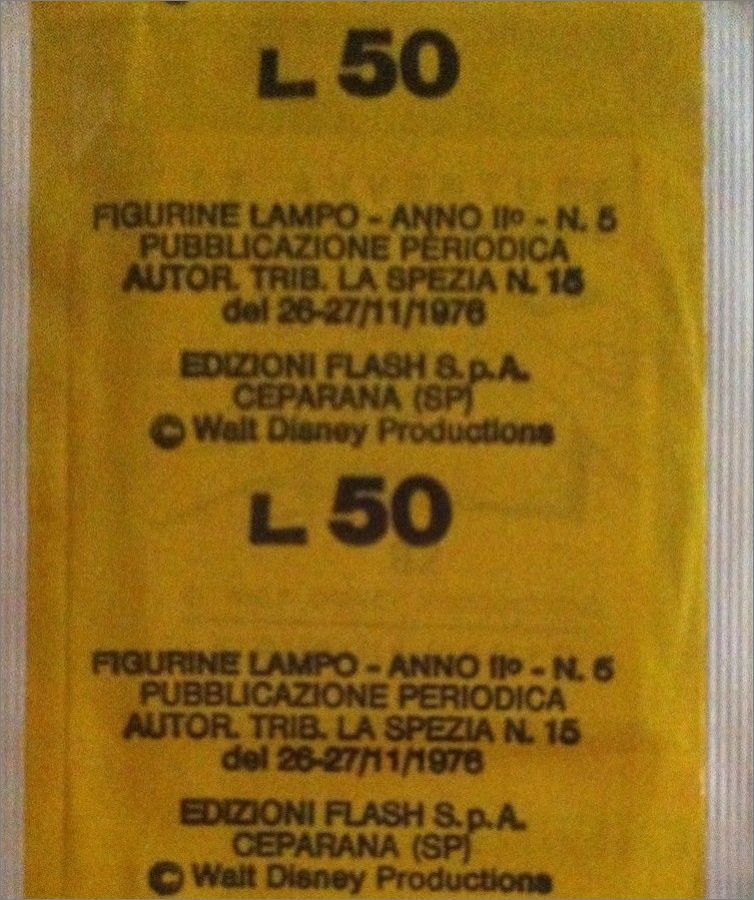 L 50
FIGURINE LAMPO - ANNO IIº - N. 5
PUBBLICAZIONE PERIODICA
AUTOR. TRIB. LA SPEZIA N. 15
del 26-27/11/1976
EDIZIONI FLASH S.p.A.
CEPARANA (SP)
© Walt Disney Productions
L 50
FIGURINE LAMPO - ANNO IIº - N. 5
PUBBLICAZIONE PERIODICA
AUTOR. TRIB. LA SPEZIA N. 15
del 26-27/11/1976
EDIZIONI FLASH S.p.A.
CEPARANA (SP)
© Walt Disney Productions